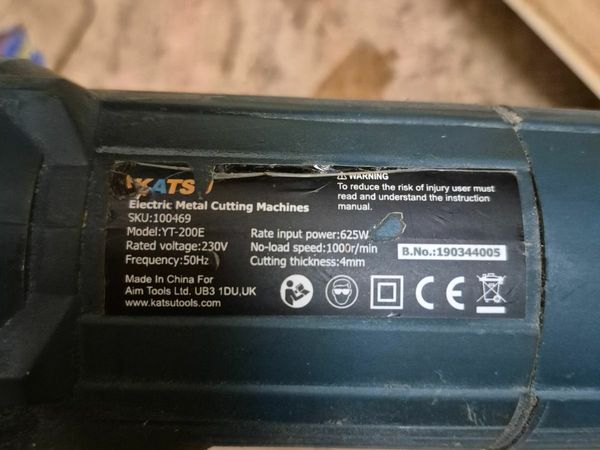 KATS
WARNING
To reduce the risk of injury user must
read and understand the instruction
manual.
Electric Metal Cutting Machines
SKU:100469
Model:YT-200E
Rate input power:625W
Rated voltage:230V
No-load speed:1000r/min
Frequency:50Hz
Cutting thickness:4mm
B.No.:190344005
Made In China For
Aim Tools Ltd. UB3 1DU,UK
www.katsutools.com
CE